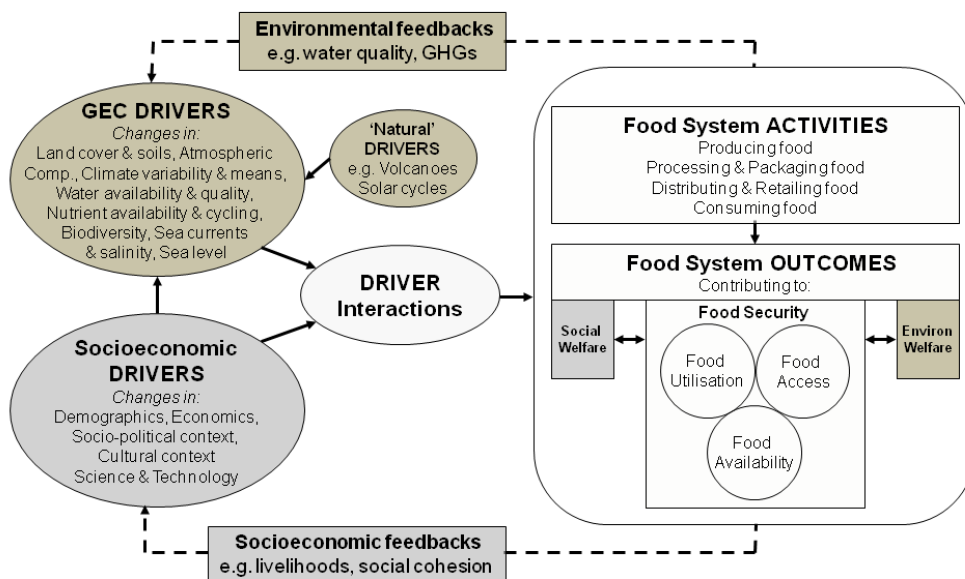 Environmental feedbacks
e.g. water quality, GHGs
GEC DRIVERS
Changes in:
Land cover & soils, Atmospheric
Comp., Climate variability & means,
Water availability & quality,
Nutrient availability & cycling,
Biodiversity, Sea currents
& salinity, Sea level
‘Natural’
DRIVERS
e.g. Volcanoes
Solar cycles
DRIVER
Interactions
Socioeconomic
DRIVERS
Changes in:
Demographics, Economics,
Socio-political context,
Cultural context
Science & Technology
Socioeconomic feedbacks
e.g. livelihoods, social cohesion
Food System ACTIVITIES
Producing food
Processing & Packaging food
Distributing & Retailing food
Consuming food
Food System OUTCOMES
Contributing to:
Food Security
Social
Welfare
Food
Utilisation
Food
Access
Food
Availability
Environ
Welfare